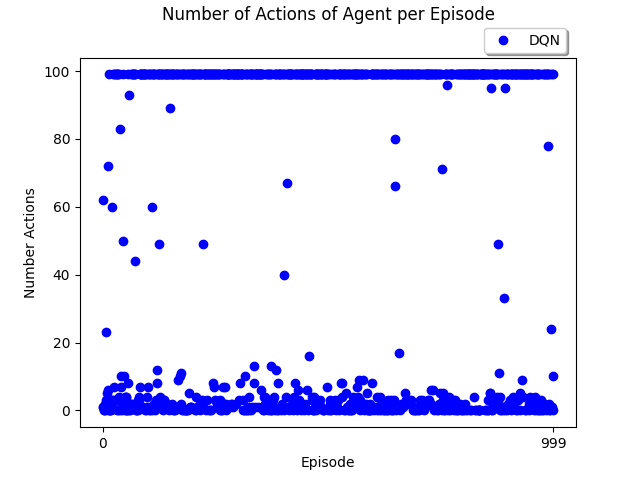 Number of Actions of Agent per Episode
DQN
100
80
60
40
20
0
Number Actions
0
999
Episode